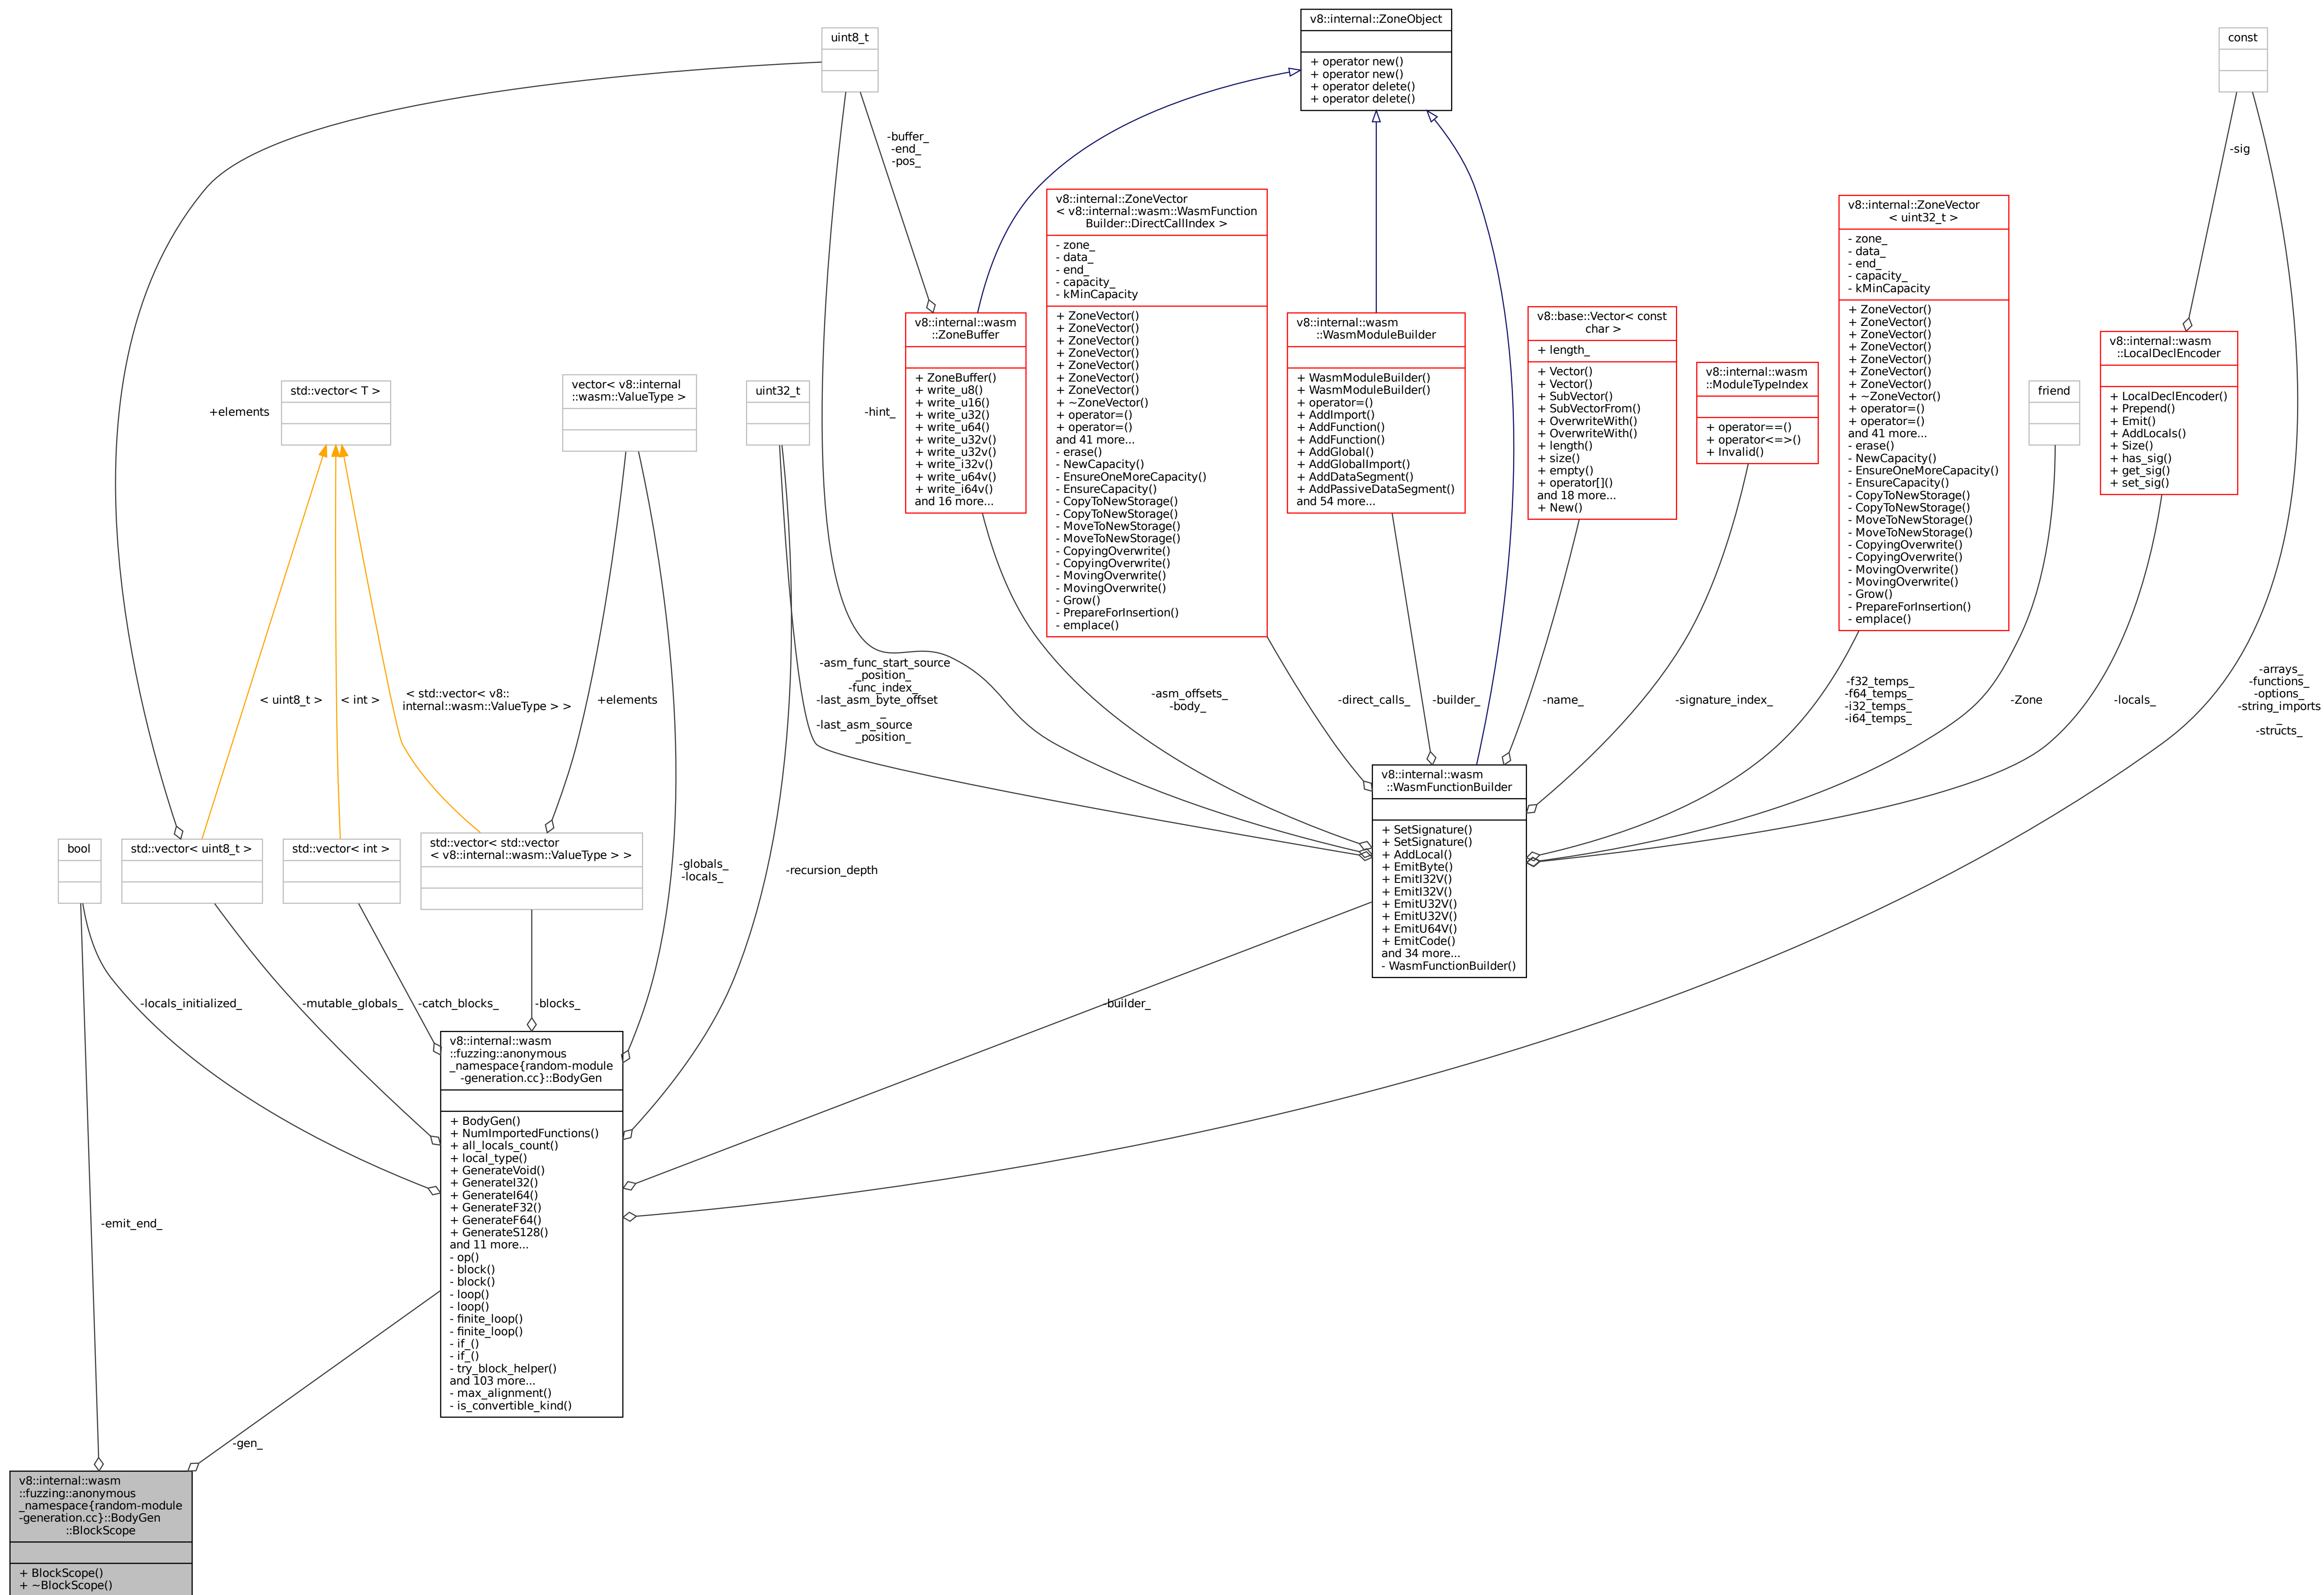 uint8_t
v8::internal::ZoneObject
+ operator new()
+ operator new()
+ operator delete()
+ operator delete()
const
-buffer_
-end_
-pos_
-sig
v8::internal::ZoneVector
< v8::internal::wasm::WasmFunction
Builder::DirectCallIndex >
- zone_
- data_
- end_
- capacity_
- kMinCapacity
+ ZoneVector()
+ ZoneVector()
+ ZoneVector()
+ ZoneVector()
+ ZoneVector()
+ ZoneVector()
+ ZoneVector()
+ ~ZoneVector()
+ operator=()
+ operator=()
and 41 more...
- erase()
- NewCapacity()
- EnsureOneMoreCapacity()
- EnsureCapacity()
- CopyToNewStorage()
- CopyToNewStorage()
- MoveToNewStorage()
- MoveToNewStorage()
- CopyingOverwrite()
- CopyingOverwrite()
- MovingOverwrite()
- MovingOverwrite()
- Grow()
- PrepareForInsertion()
- emplace()
v8::internal::ZoneVector
< uint32_t >
- zone_
- data_
- end_
- capacity_
- kMinCapacity
+ ZoneVector()
+ ZoneVector()
+ ZoneVector()
+ ZoneVector()
+ ZoneVector()
+ ZoneVector()
+ ZoneVector()
+ ~ZoneVector()
+ operator=()
+ operator=()
and 41 more...
- erase()
- NewCapacity()
- EnsureOneMoreCapacity()
- EnsureCapacity()
- CopyToNewStorage()
- CopyToNewStorage()
- MoveToNewStorage()
- MoveToNewStorage()
- CopyingOverwrite()
- CopyingOverwrite()
- MovingOverwrite()
- MovingOverwrite()
- Grow()
- PrepareForInsertion()
- emplace()
v8::internal::wasm
::ZoneBuffer
+ ZoneBuffer()
+ write_u8()
+ write_u16()
+ write_u32()
+ write_u64()
+ write_u32v()
+ write_u32v()
+ write_i32v()
+ write_u64v()
+ write_i64v()
and 16 more...
v8::internal::wasm
::WasmModuleBuilder
+ WasmModuleBuilder()
+ WasmModuleBuilder()
+ operator=()
+ AddImport()
+ AddFunction()
+ AddFunction()
+ AddGlobal()
+ AddGlobalImport()
+ AddDataSegment()
+ AddPassiveDataSegment()
and 54 more...
v8::base::Vector< const
char >
+ length_
+ Vector()
+ Vector()
+ SubVector()
+ SubVectorFrom()
+ OverwriteWith()
+ OverwriteWith()
+ length()
+ size()
+ empty()
+ operator[]()
and 18 more...
+ New()
v8::internal::wasm
::ModuleTypeIndex
+ operator==()
+ operator<=>()
+ Invalid()
v8::internal::wasm
::LocalDeclEncoder
+ LocalDeclEncoder()
+ Prepend()
+ Emit()
+ AddLocals()
+ Size()
+ has_sig()
+ get_sig()
+ set_sig()
std::vector< T >
vector< v8::internal
::wasm::ValueType >
uint32_t
friend
+elements
-hint_
< uint8_t >
< int >
< std::vector< v8::
internal::wasm::ValueType > >
+elements
-asm_func_start_source
_position_
-func_index_
-last_asm_byte_offset
_
-last_asm_source
_position_
-asm_offsets_
-body_
-direct_calls_
-builder_
-name_
-signature_index_
-f32_temps_
-f64_temps_
-i32_temps_
-i64_temps_
-Zone
-locals_
-arrays_
-functions_
-options_
-string_imports
_
-structs_
v8::internal::wasm
::WasmFunctionBuilder
+ SetSignature()
+ SetSignature()
+ AddLocal()
+ EmitByte()
+ EmitI32V()
+ EmitI32V()
+ EmitU32V()
+ EmitU32V()
+ EmitU64V()
+ EmitCode()
and 34 more...
- WasmFunctionBuilder()
bool
std::vector< uint8_t >
std::vector< int >
std::vector< std::vector
< v8::internal::wasm::ValueType > >
-globals_
-locals_
-recursion_depth
-locals_initialized_
-mutable_globals_
-catch_blocks_
-blocks_
-builder_
v8::internal::wasm
::fuzzing::anonymous
_namespace{random-module
-generation.cc}::BodyGen
+ BodyGen()
+ NumImportedFunctions()
+ all_locals_count()
+ local_type()
+ GenerateVoid()
+ GenerateI32()
+ GenerateI64()
+ GenerateF32()
+ GenerateF64()
+ GenerateS128()
and 11 more...
- op()
- block()
- block()
- loop()
- loop()
- finite_loop()
- finite_loop()
- if_()
- if_()
- try_block_helper()
and 103 more...
- max_alignment()
- is_convertible_kind()
-emit_end_
-gen_
v8::internal::wasm
::fuzzing::anonymous
_namespace{random-module
-generation.cc}::BodyGen
::BlockScope
+ BlockScope()
+ ~BlockScope()